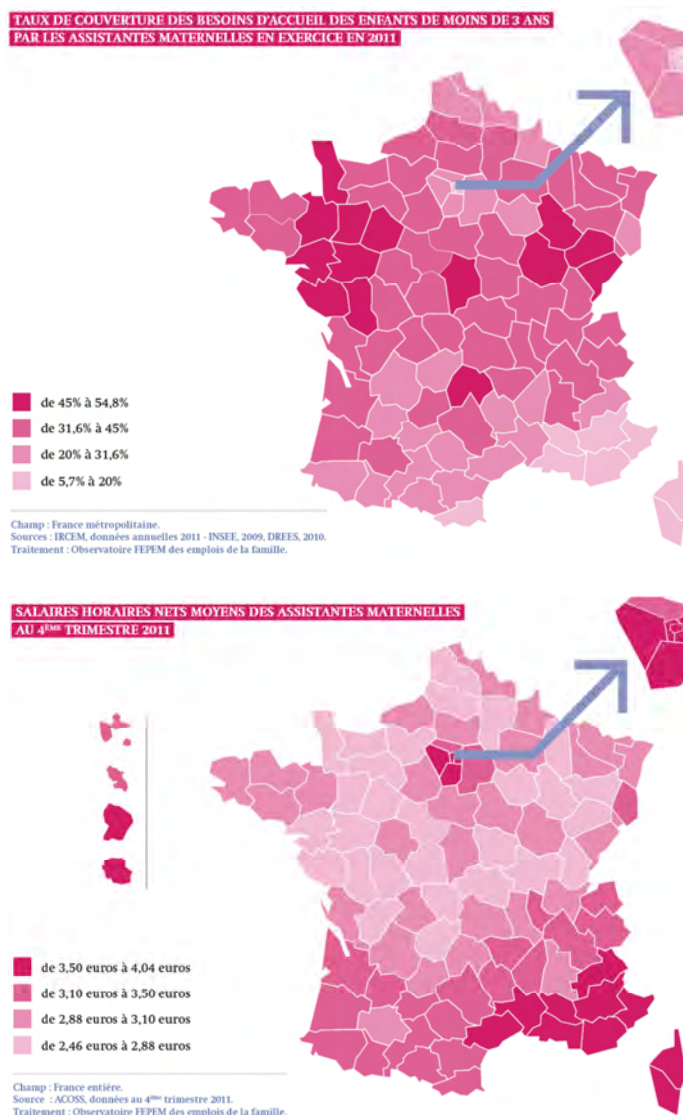 TAUX DE COUVERTURE DES BESOINS D'ACCUEIL DES ENFANTS DE MOINS DE 3 ANS
PAR LES ASSISTANTES MATERNELLES EN EXERCICE EN 2011
de 45% à 54,8%
de 31,6% à 45%
de 20% à 31,6%
de 5,7% à 20%
Champ : France métropolitaine.
Sources : IRCEM, données annuelles 2011 - INSEE, 2009, DREES, 2010.
Traitement : Observatoire FEPEM des emplois de la famille.
SALAIRES HORAIRES NETS MOYENS DES ASSISTANTES MATERNELLES
AU 4ÈME TRIMESTRE 2011
de 3,50 euros à 4,04 euros
de 3,10 euros à 3,50 euros
de 2,88 euros à 3,10 euros
de 2,46 euros à 2,88 euros
Champ : France entière.
Source : ACOSS, données au 4ème trimestre 2011.
Traitement : Observatoire FEPEM des emplois de la famille.